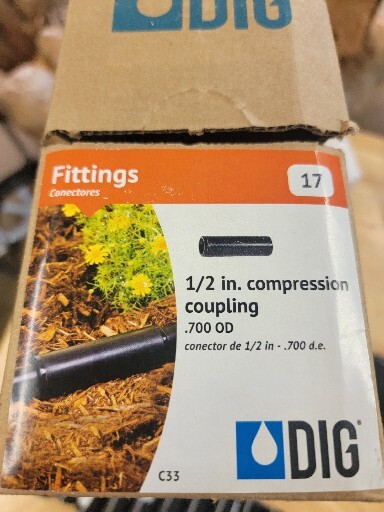 DIG
Fittings
Conectores
17
1/2 in. compression
coupling
.700 OD
conector de 1/2 in - .700 d.e.
DIG®
C33